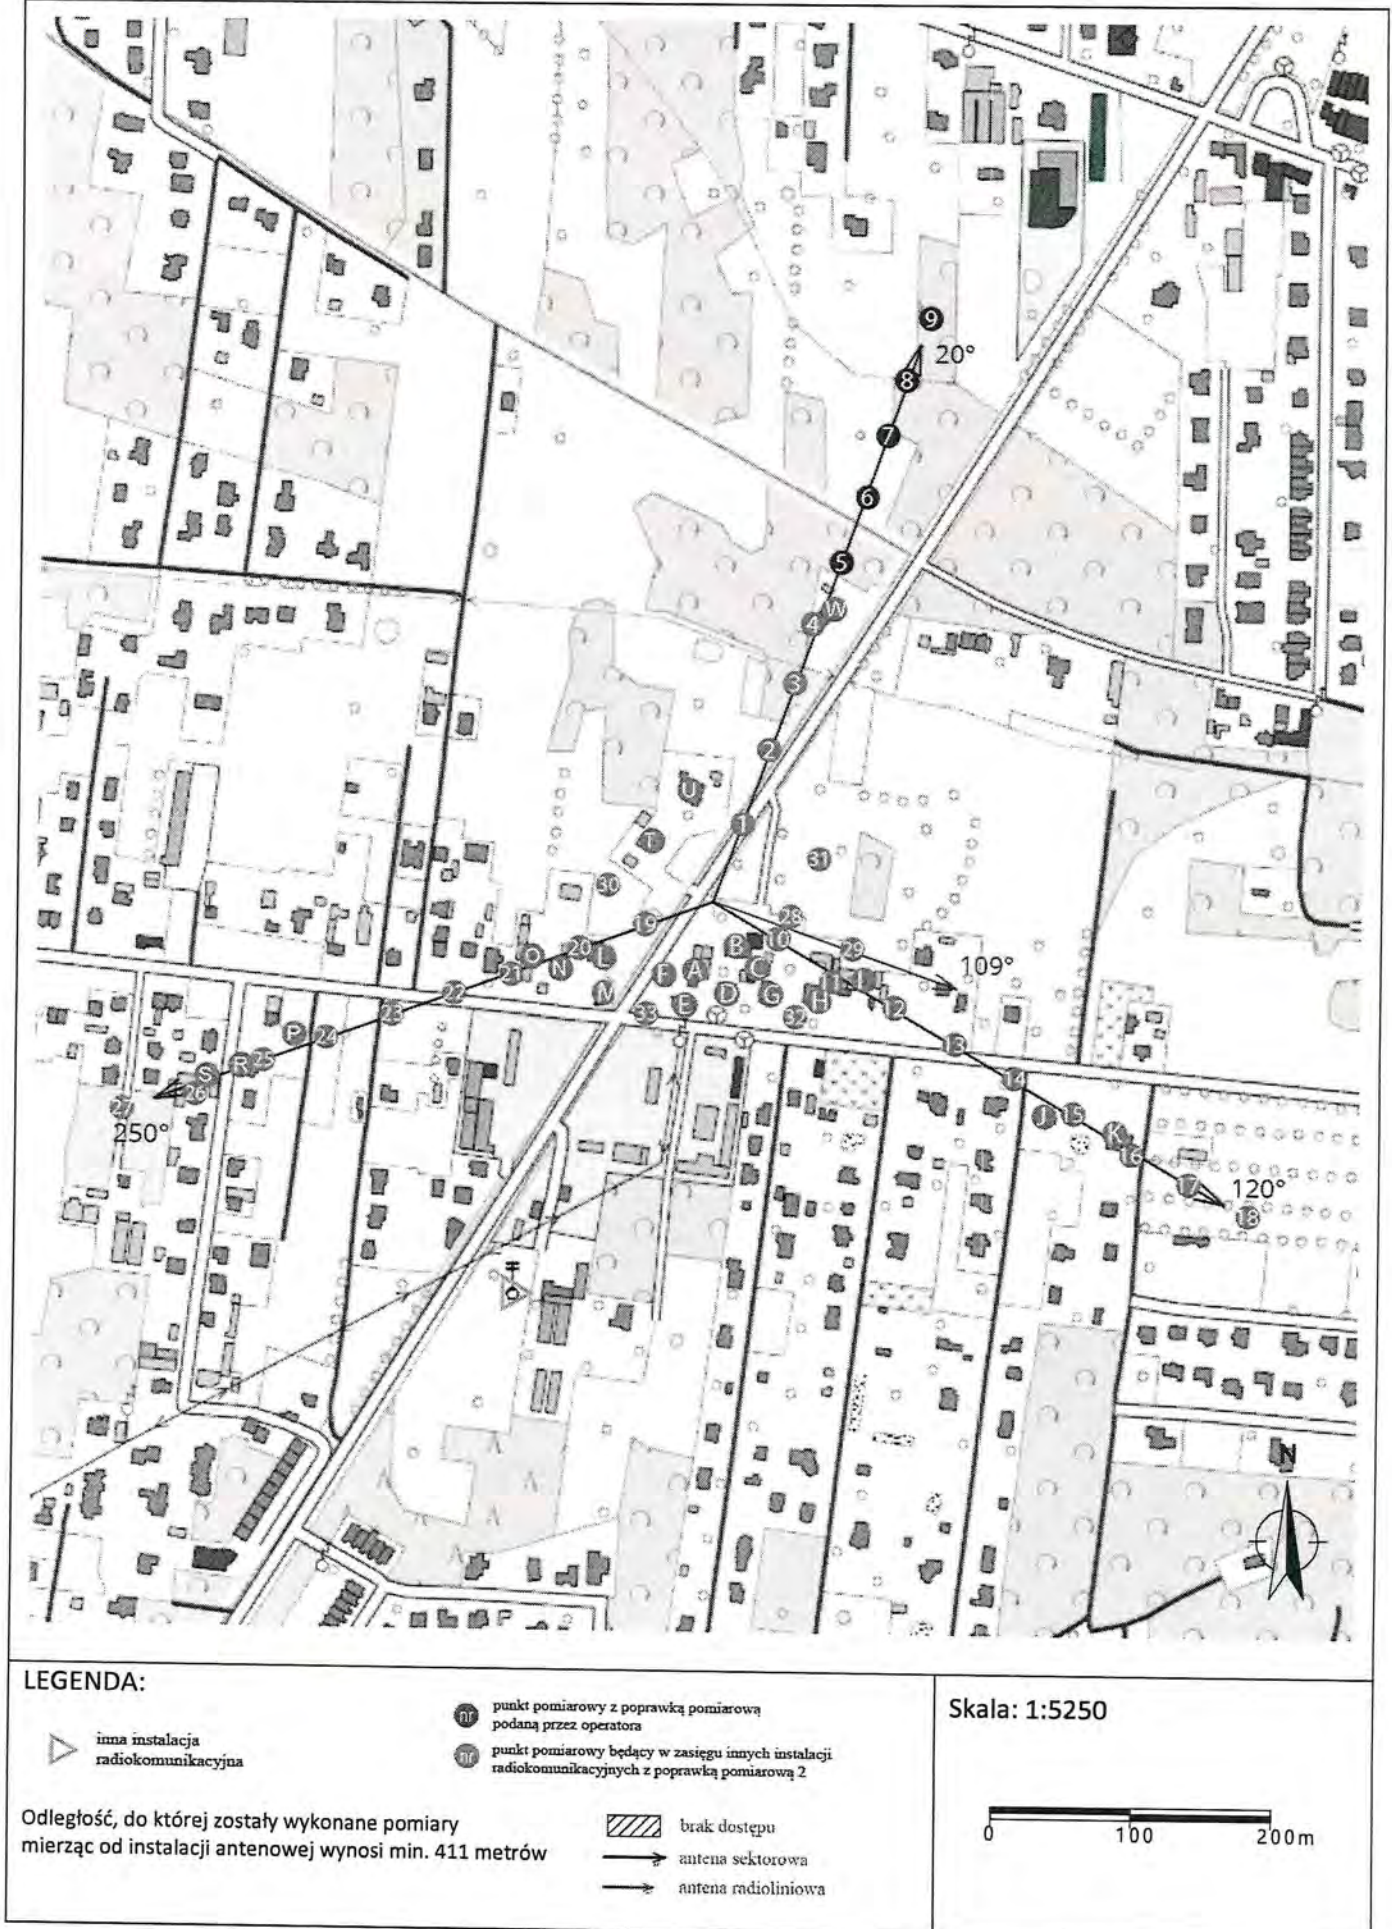 9
20°
8
7
6
5
W
4
3
2
U
1
T
31
30
28
19
10
B
29
20
L
O
N
F
A
C
109°
21
I
11
22
M
D
G
H
12
E
23
33
32
P
24
13
25
R
S
14
26
27
J
15
250°
K
16
17
120°
18
N
LEGENDA:
inna instalacja
radiokomunikacyjna
nr
punkt pomiarowy z poprawką pomiarową
podaną przez operatora
nr
punkt pomiarowy będący w zasięgu innych instalacji
radiokomunikacyjnych z poprawką pomiarową 2
Odległość, do której zostały wykonane pomiary
mierząc od instalacji antenowej wynosi min. 411 metrów
brak dostępu
antena sektorowa
antena radioliniowa
Skala: 1:5250
0 100 200m